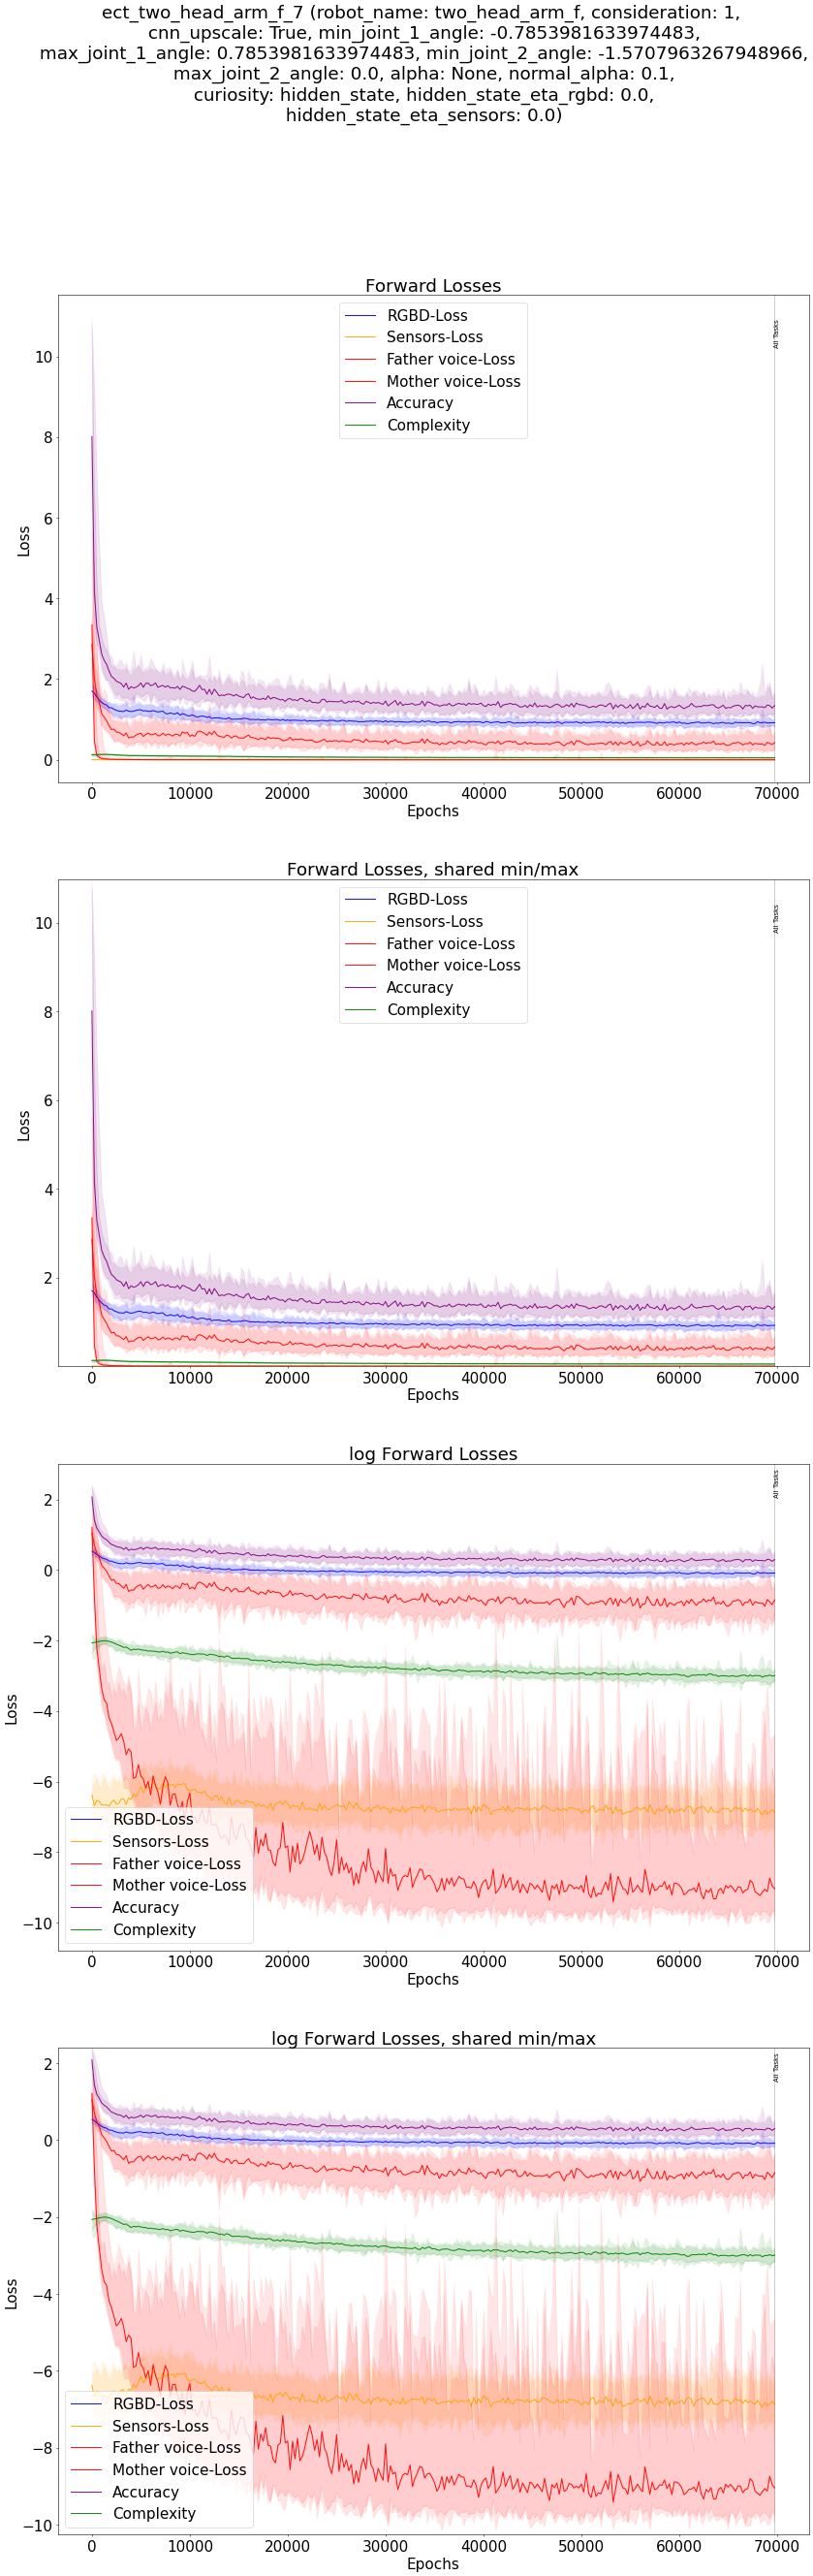 ect_two_head_arm_f_7 (robot_name: two_head_arm_f, consideration: 1,
cnn_upscale: True, min_joint_1_angle: -0.7853981633974483,
max_joint_1_angle: 0.7853981633974483, min_joint_2_angle: -1.5707963267948966,
max_joint_2_angle: 0.0, alpha: None, normal_alpha: 0.1,
curiosity: hidden_state, hidden_state_eta_rgbd: 0.0,
hidden_state_eta_sensors: 0.0)
Forward Losses
RGBD-Loss
Sensors-Loss
Father voice-Loss
Mother voice-Loss
Accuracy
Complexity
All Tasks
10
8
6
4
2
0
Loss
0 10000 20000 30000 40000 50000 60000 70000
Epochs
Forward Losses, shared min/max
RGBD-Loss
Sensors-Loss
Father voice-Loss
Mother voice-Loss
Accuracy
Complexity
All Tasks
10
8
6
4
2
Loss
0 10000 20000 30000 40000 50000 60000 70000
Epochs
log Forward Losses
All Tasks
2
0
−2
−4
−6
−8
−10
Loss
RGBD-Loss
Sensors-Loss
Father voice-Loss
Mother voice-Loss
Accuracy
Complexity
0 10000 20000 30000 40000 50000 60000 70000
Epochs
log Forward Losses, shared min/max
All Tasks
2
0
−2
−4
−6
−8
−10
Loss
RGBD-Loss
Sensors-Loss
Father voice-Loss
Mother voice-Loss
Accuracy
Complexity
0 10000 20000 30000 40000 50000 60000 70000
Epochs